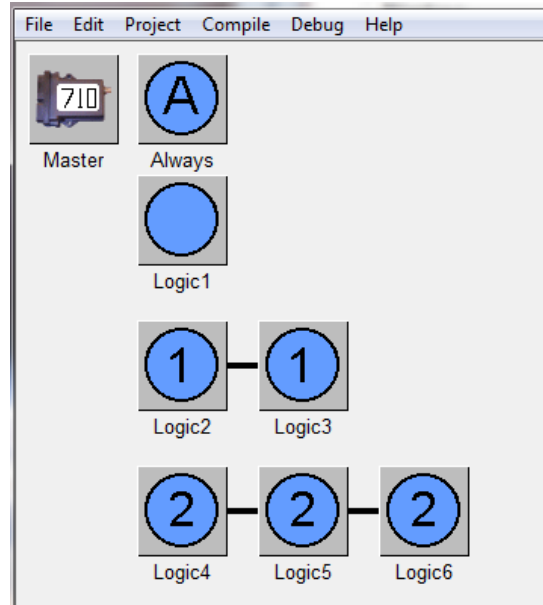 File Edit Project Compile Debug Help
710 A
Master Always
Logic1
1 1
Logic2 Logic3
2 2 2
Logic4 Logic5 Logic6